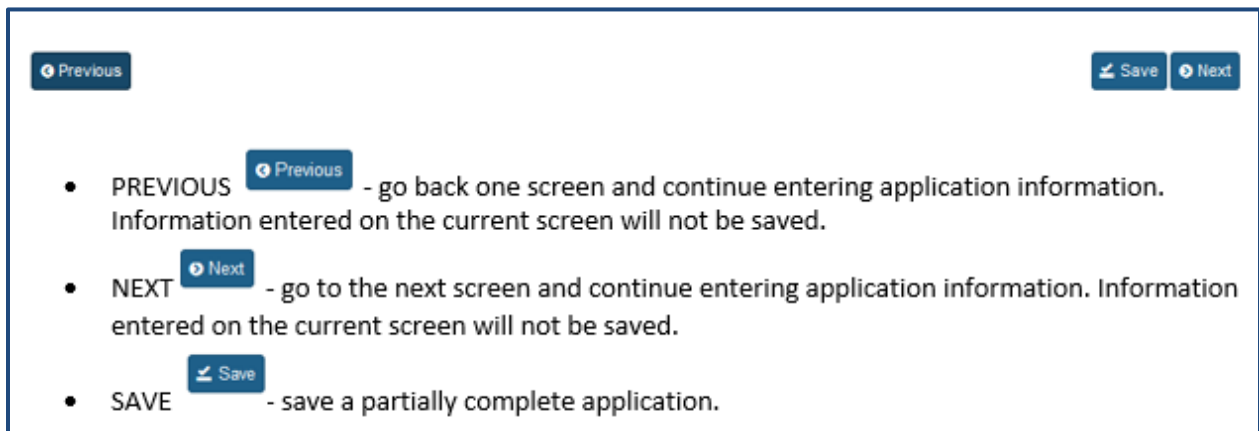 Previous Save Next
• PREVIOUS Previous - go back one screen and continue entering application information.
Information entered on the current screen will not be saved.
• NEXT Next - go to the next screen and continue entering application information. Information
entered on the current screen will not be saved.
• SAVE Save - save a partially complete application.